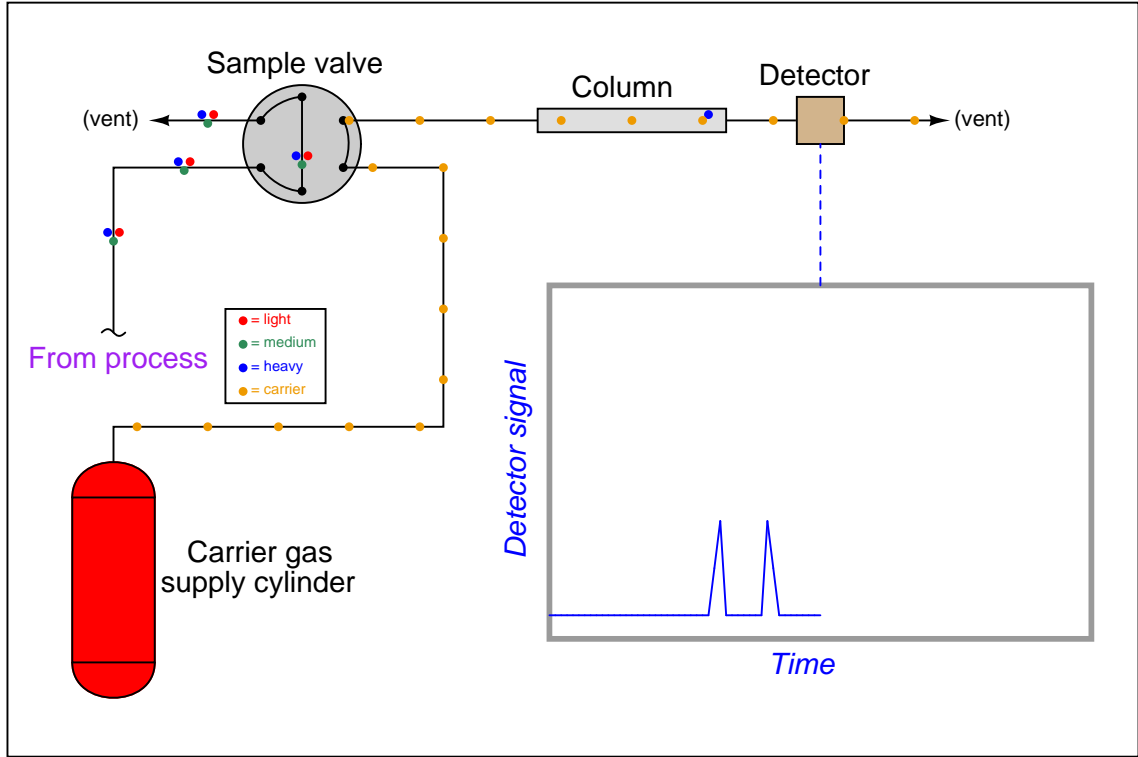 Sample valve
Column
Detector
(vent)
(vent)
From process
= light
= medium
= heavy
= carrier
Detector signal
Carrier gas
supply cylinder
Time